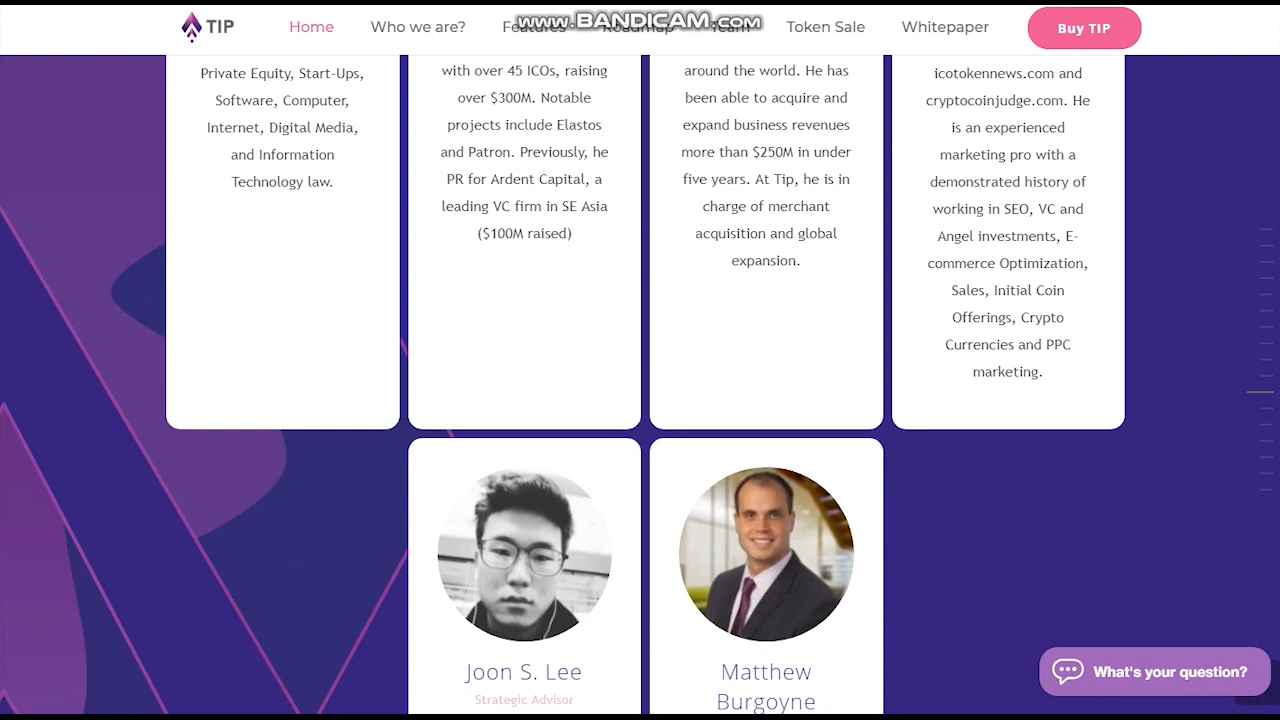 www.BANDICAM.com
TIP
Home
Who we are?
Features
Roadmap
Team
Token Sale
Whitepaper
Buy TIP
Private Equity, Start-Ups,
Software, Computer,
Internet, Digital Media,
and Information
Technology law.
with over 45 ICOs, raising
over $300M. Notable
projects include Elastos
and Patron. Previously, he
PR for Ardent Capital, a
leading VC firm in SE Asia
($100M raised)
around the world. He has
been able to acquire and
expand business revenues
more than $250M in under
five years. At Tip, he is in
charge of merchant
acquisition and global
expansion.
icotokennews.com and
cryptocoinjudge.com. He
is an experienced
marketing pro with a
demonstrated history of
working in SEO, VC and
Angel investments, E-
commerce Optimization,
Sales, Initial Coin
Offerings, Crypto
Currencies and PPC
marketing.
Joon S. Lee
Strategic Advisor
Matthew
Burgoyne
What's your question?